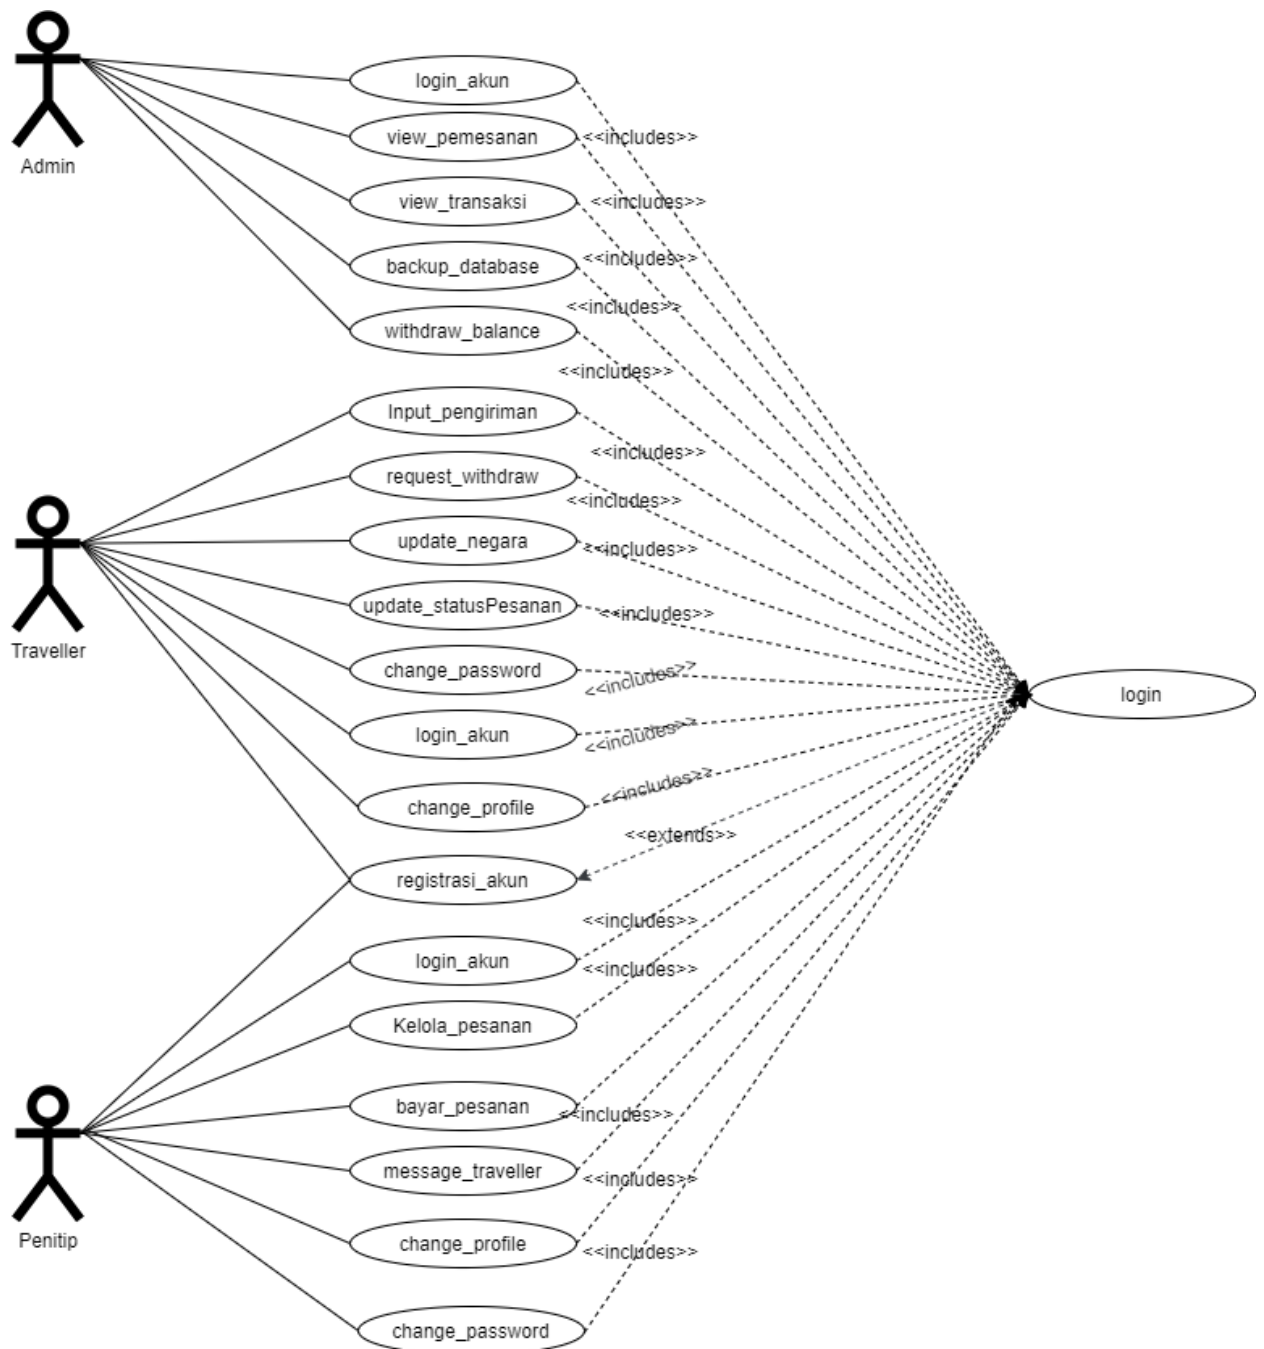 Admin
login_akun
view_pemesanan
<<includes>>
view_transaksi
<<includes>>
backup_database
<<includes>>
<<includes>>
withdraw_balance
<<includes>>
Input_pengiriman
<<includes>>
request_withdraw
<<includes>>
update_negara
<<includes>>
update_statusPesanan
<<includes>>
Traveller
change_password
<<includes>>
login
login_akun
<<includes>>
change_profile
<<includes>>
<<extends>>
registrasi_akun
<<includes>>
login_akun
<<includes>>
Kelola_pesanan
bayar_pesanan
<<includes>>
message_traveller
<<includes>>
Penitip
change_profile
<<includes>>
change_password